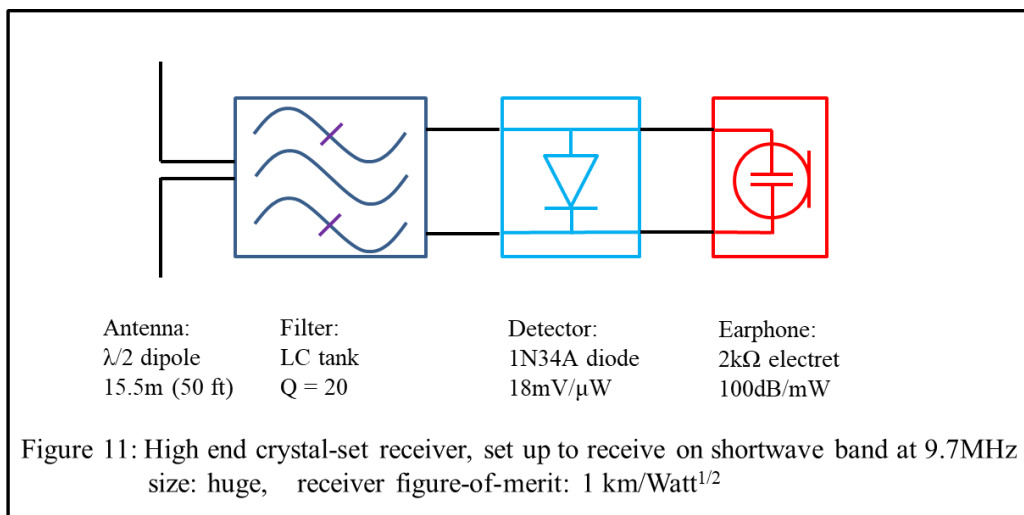 Antenna:
λ/2 dipole
15.5m (50 ft)
Filter:
LC tank
Q = 20
Detector:
1N34A diode
18mV/μW
Earphone:
2kΩ electret
100dB/mW
Figure 11: High end crystal-set receiver, set up to receive on shortwave band at 9.7MHz
size: huge, receiver figure-of-merit: 1 km/Watt^1/2